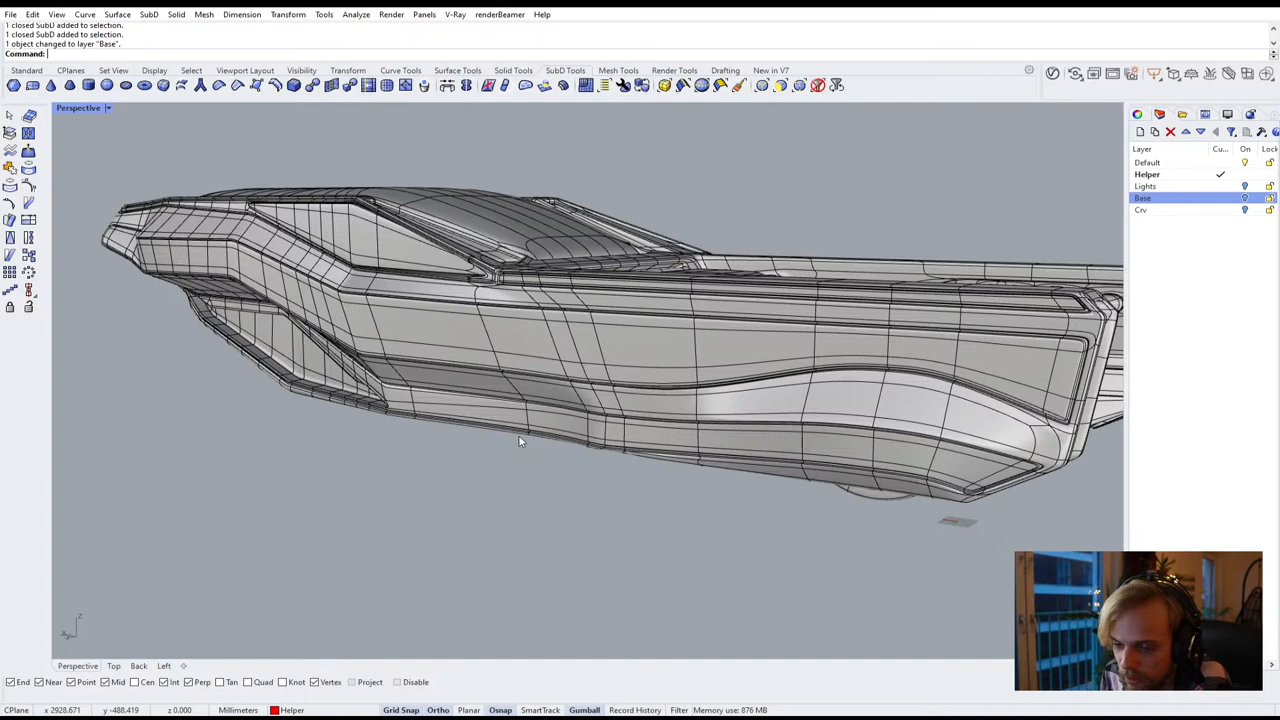 File Edit View Curve Surface SubD Solid Mesh Dimension Transform Tools Analyze Render Panels V-Ray renderBeamer Help
1 closed SubD added to selection.
1 closed SubD added to selection.
1 object changed to layer "Base".
Command:
Standard CPlanes Set View Display Select Viewport Layout Visibility Transform Curve Tools Surface Tools Solid Tools SubD Tools Mesh Tools Render Tools Drafting New in V7
Perspective
Layer Cu... On Lock
Default
Helper
Lights
Base
Crv
z
Perspective Top Back Left
End Near Point Mid Cen Int Perp Tan Quad Knot Vertex Project Disable
CPlane x 2928.671 y -488.419 z 0.000 Millimeters Helper Grid Snap Ortho Planar Osnap SmartTrack Gumball Record History Filter Memory use: 876 MB